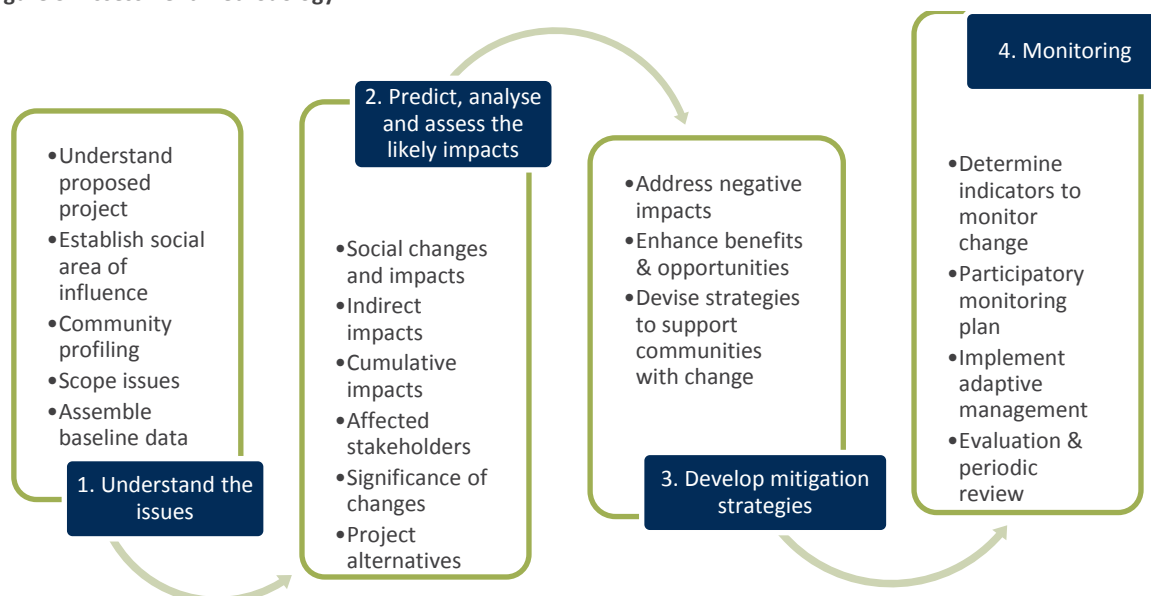 •Understand
proposed
project
•Establish social
area of
influence
•Community
profiling
•Scope issues
•Assemble
baseline data
1. Understand the
issues
2. Predict, analyse
and assess the
likely impacts
•Social changes
and impacts
•Indirect
impacts
•Cumulative
impacts
•Affected
stakeholders
•Significance of
changes
•Project
alternatives
•Address negative
impacts
•Enhance benefits
& opportunities
•Devise strategies
to support
communities
with change
3. Develop mitigation
strategies
4. Monitoring
•Determine
indicators to
monitor
change
•Participatory
monitoring
plan
•Implement
adaptive
management
•Evaluation &
periodic
review